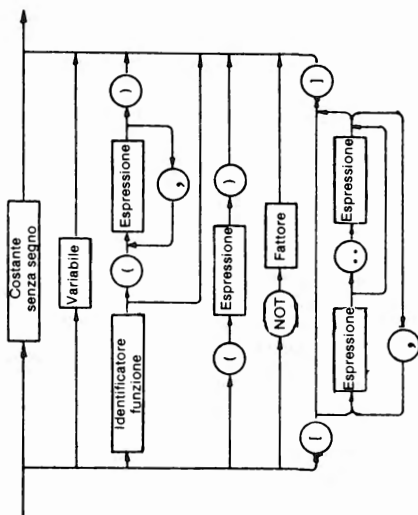 Costante
senza segno
Variabile
Identificatore
funzione
(
Espressione
)
,
(
Espressione
)
NOT
Fattore
[
Espressione
..
Espressione
]
,